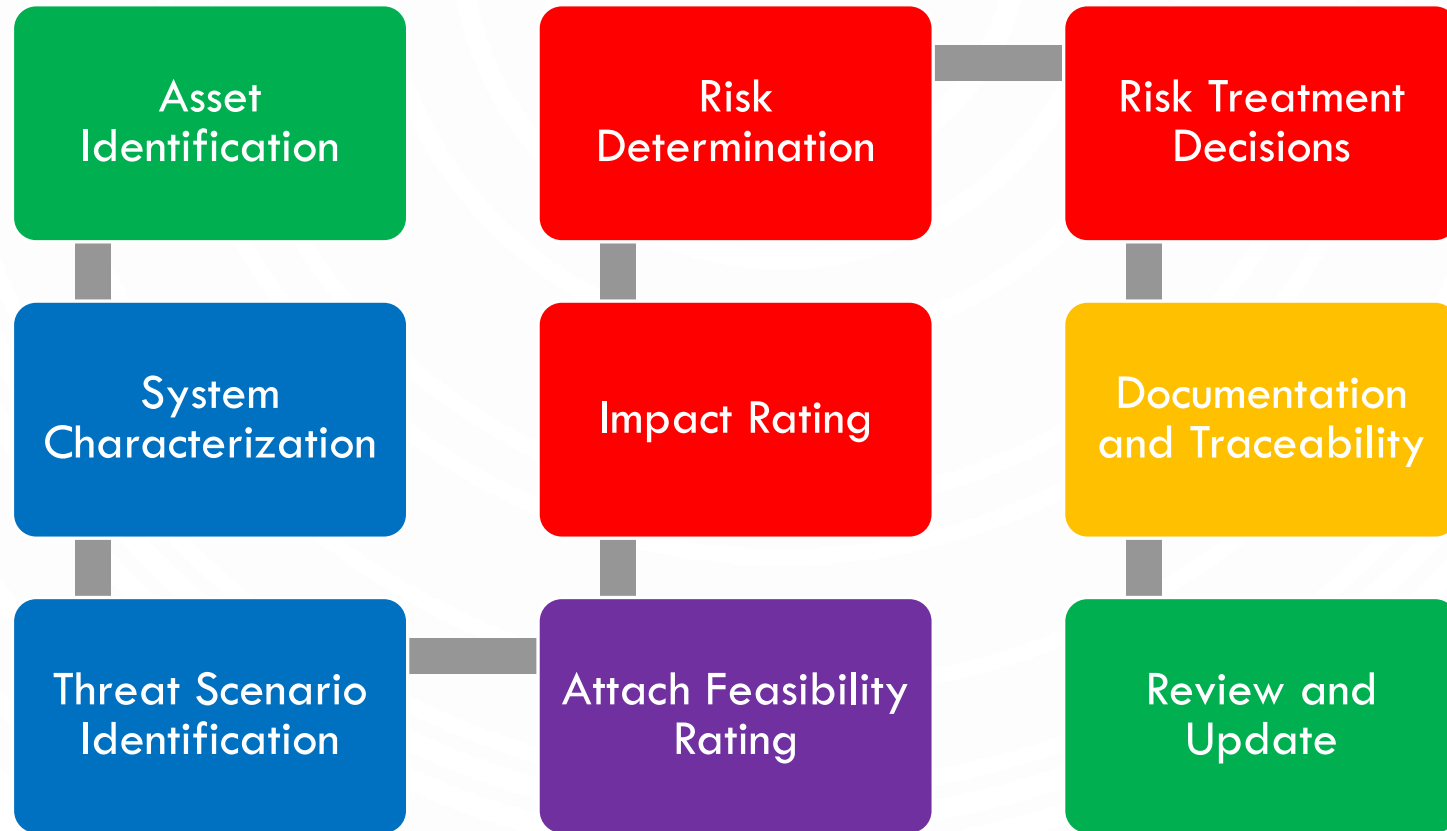 Asset
Identification
System
Characterization
Threat Scenario
Identification
Attach Feasibility
Rating
Impact Rating
Risk
Determination
Risk Treatment
Decisions
Documentation
and Traceability
Review and
Update